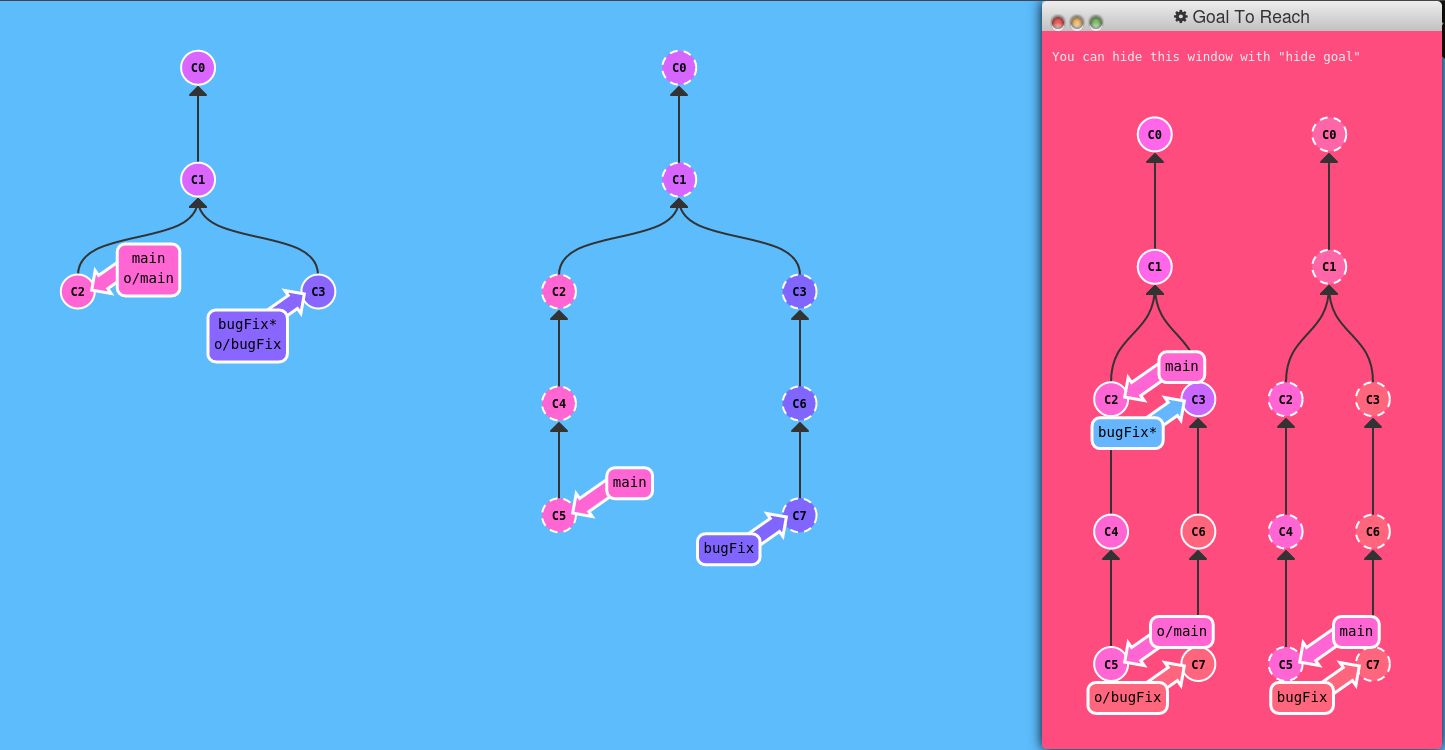 Goal To Reach
You can hide this window with "hide goal"
C0
C1
main
o/main
C2
C3
bugFix*
o/bugFix
C0
C1
C2
C3
C4
C6
main
C5
C7
bugFix
C0
C1
main
C2
C3
bugFix*
C4
C6
o/main
C5
C7
o/bugFix
C0
C1
C2
C3
C4
C6
main
C5
C7
bugFix